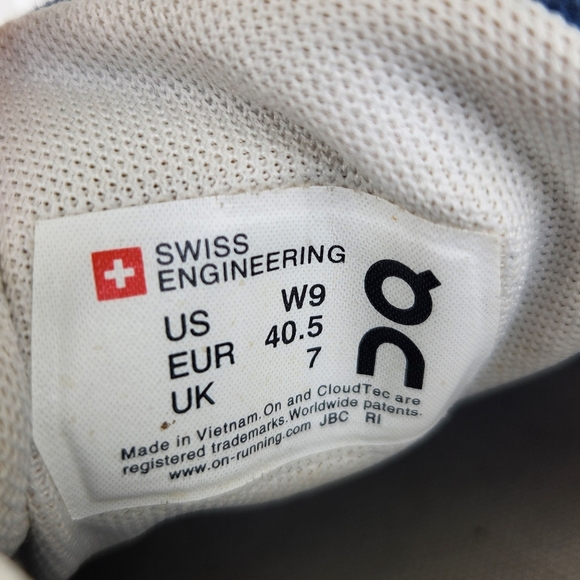 SWISS
ENGINEERING
US W9
EUR 40.5
UK 7
Made in Vietnam. On and CloudTec are
registered trademarks. Worldwide patents.
www.on-running.com JBC RI